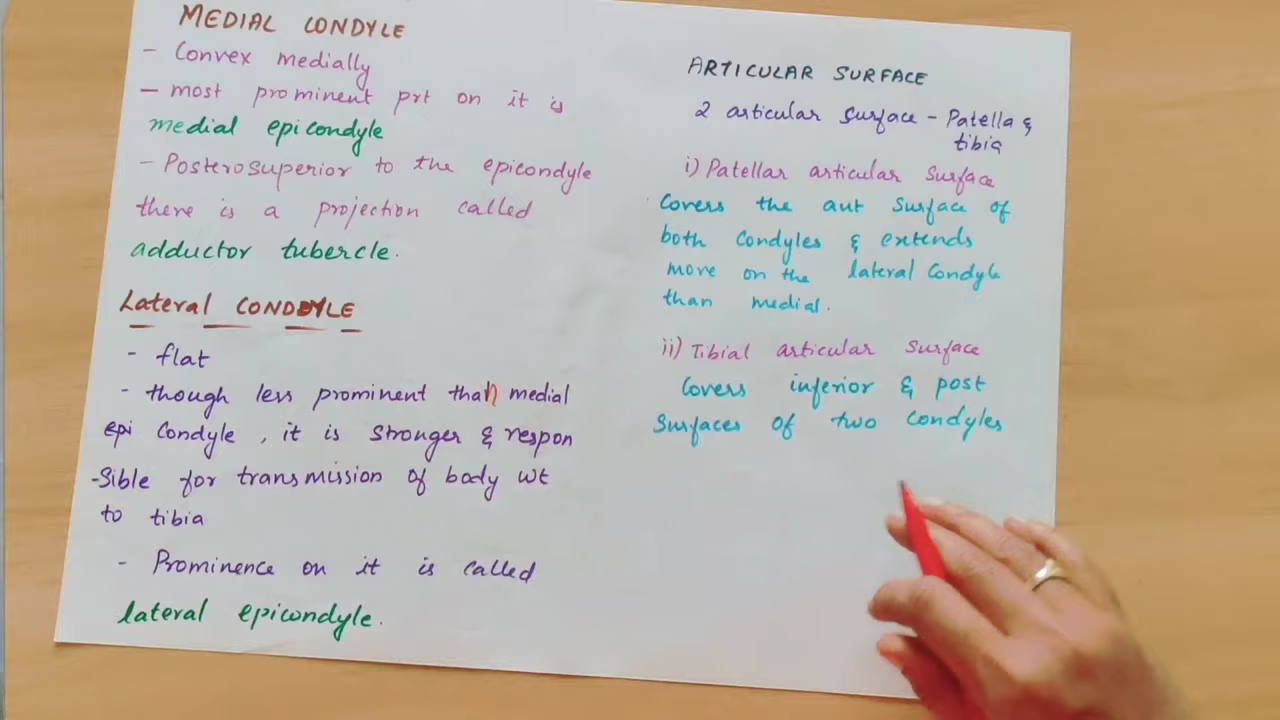 MEDIAL CONDYLE
- Convex medially
- most prominent prt on it is
medial epicondyle
- Posterosuperior to the epicondyle
there is a projection called
adductor tubercle.
Lateral CONDYLE
- flat
- though less prominent than medial
epi Condyle, it is Stronger & respon
-Sible for transmission of body wt
to tibia
- Prominence on it is called
lateral epicondyle.
ARTICULAR SURFACE
2 articular surface - Patella &
tibia
i) Patellar articular Surface
Covers the ant Surface of
both Condyles & extends
more on the lateral Condyle
than medial.
ii) Tibial articular Surface
Covers inferior & post
Surfaces of two Condyles